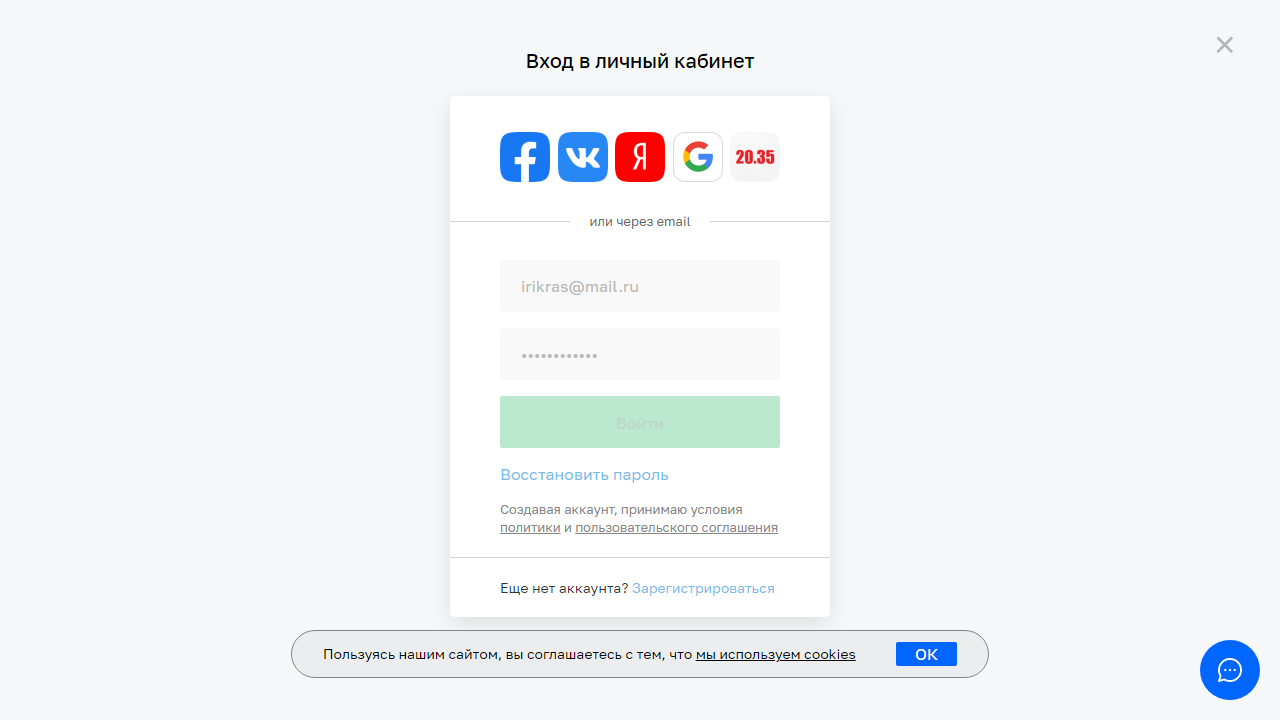 Вход в личный кабинет
20.35
или через email
irikras@mail.ru
••••••••••••
Войти
Восстановить пароль
Создавая аккаунт, принимаю условия
политики и пользовательского соглашения
Еще нет аккаунта? Зарегистрироваться
Пользуясь нашим сайтом, вы соглашаетесь с тем, что мы используем cookies
OK